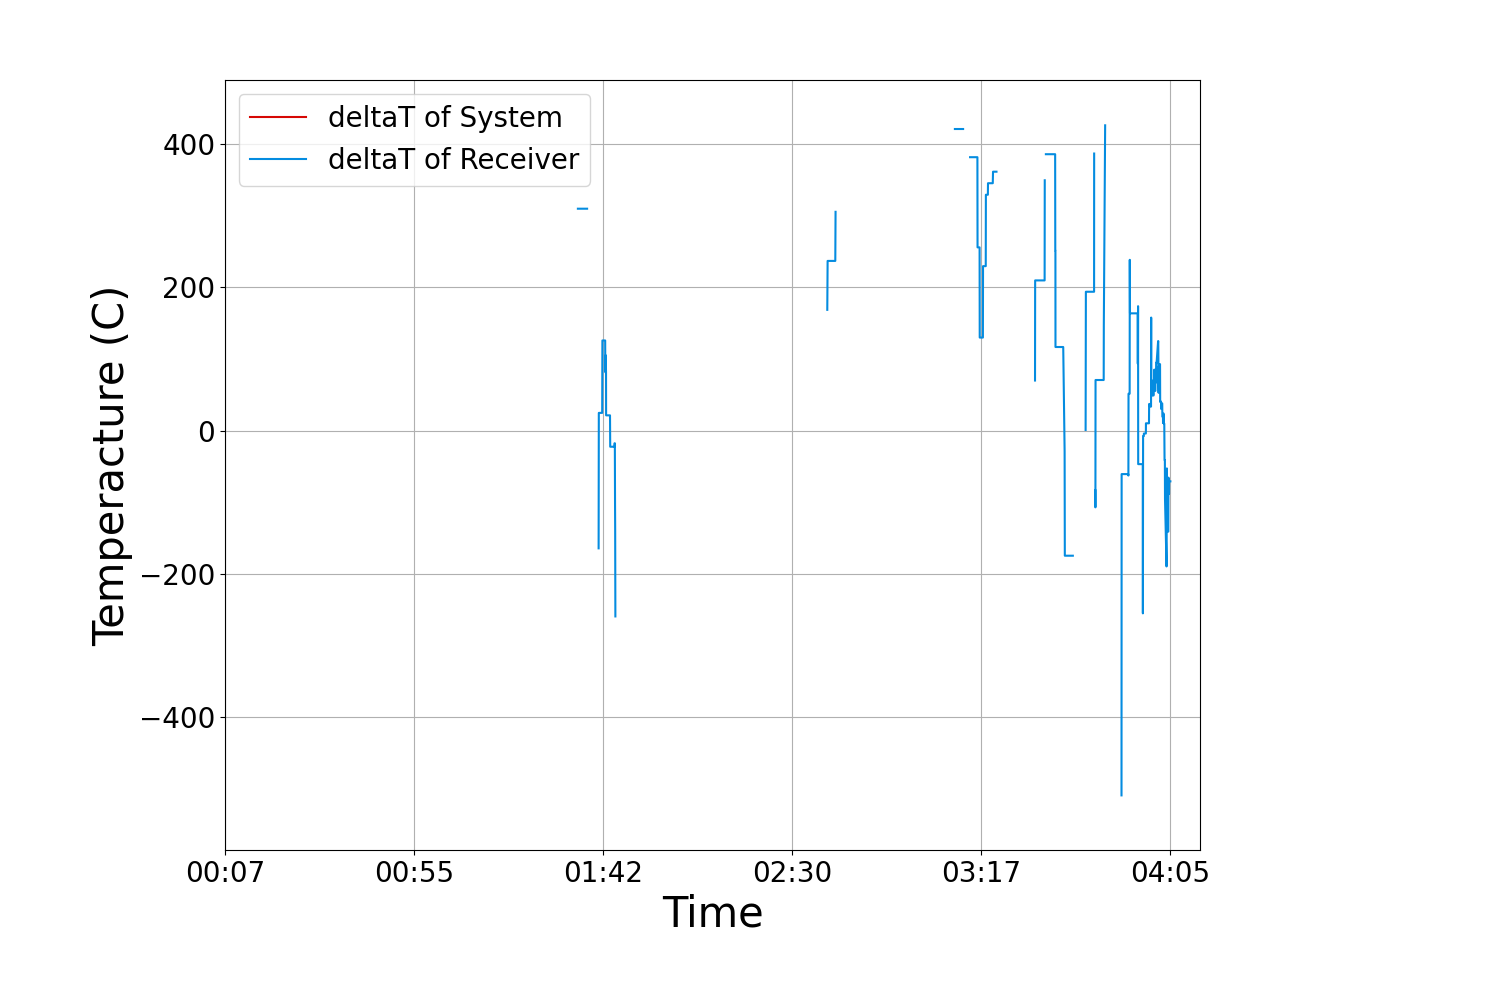 deltaT of System
deltaT of Receiver
400
200
0
−200
−400
Temperacture (C)
00:07 00:55 01:42 02:30 03:17 04:05
Time